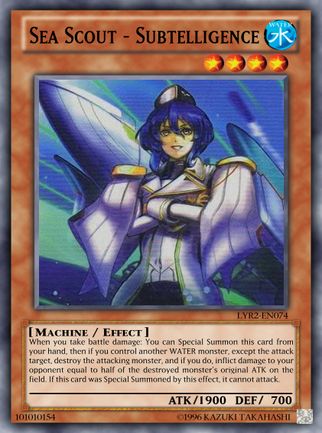 Sea Scout - Subtelligence
WATER
水
LYR2-EN074
[ Machine / Effect ]
When you take battle damage: You can Special Summon this card from
your hand, then if you control another WATER monster, except the attack
target, destroy the attacking monster, and if you do, inflict damage to your
opponent equal to half of the destroyed monster's original ATK on the
field. If this card was Special Summoned by this effect, it cannot attack.
ATK/1900 DEF/ 700
101010154
©1996 KAZUKI TAKAHASHI